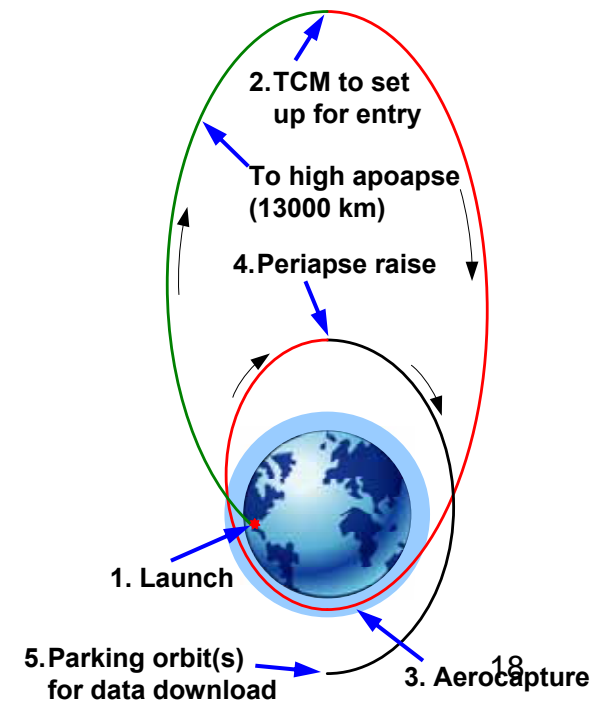 2.TCM to set
up for entry
To high apoapse
(13000 km)
4.Periapse raise
1. Launch
5.Parking orbit(s)
for data download
3. Aerocapture
18